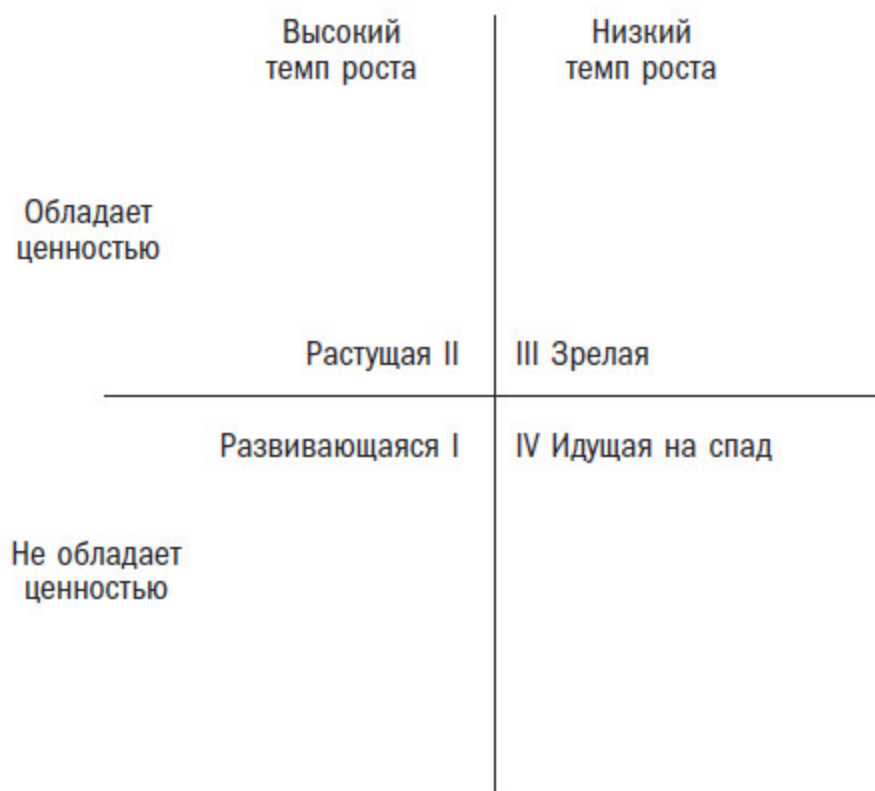 Высокий
темп роста
Низкий
темп роста
Обладает
ценностью
Растущая II
III Зрелая
Развивающаяся I
IV Идущая на спад
Не обладает
ценностью